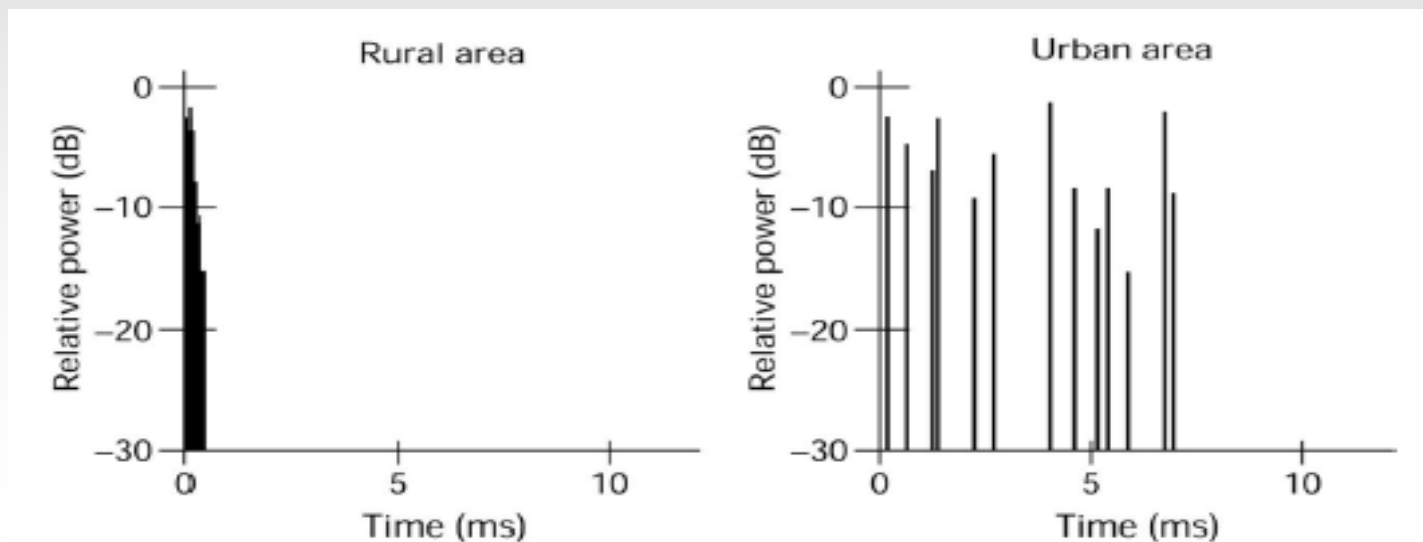 Rural area
0
–10
–20
–30
Relative power (dB)
0
5
10
Time (ms)
Urban area
0
–10
–20
–30
Relative power (dB)
0
5
10
Time (ms)